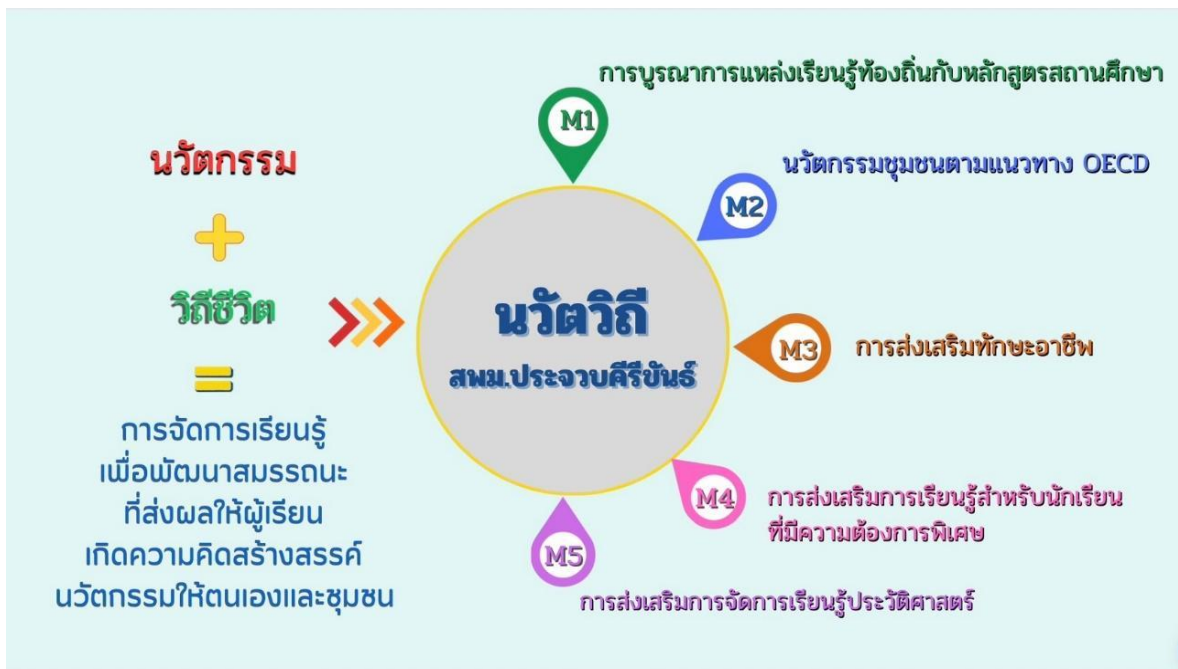 นวัตกรรม
+
วิถีชีวิต
=
การจัดการเรียนรู้
เพื่อพัฒนาสมรรถนะ
ที่ส่งผลให้ผู้เรียน
เกิดความคิดสร้างสรรค์
นวัตกรรมให้ตนเองและชุมชน
นวัตวิถี
สพม.ประจวบคีรีขันธ์
M1
การบูรณาการแหล่งเรียนรู้ท้องถิ่นกับหลักสูตรสถานศึกษา
M2
นวัตกรรมชุมชนตามแนวทาง OECD
M3
การส่งเสริมทักษะอาชีพ
M4
การส่งเสริมการเรียนรู้สำหรับนักเรียน
ที่มีความต้องการพิเศษ
M5
การส่งเสริมการจัดการเรียนรู้ประวัติศาสตร์